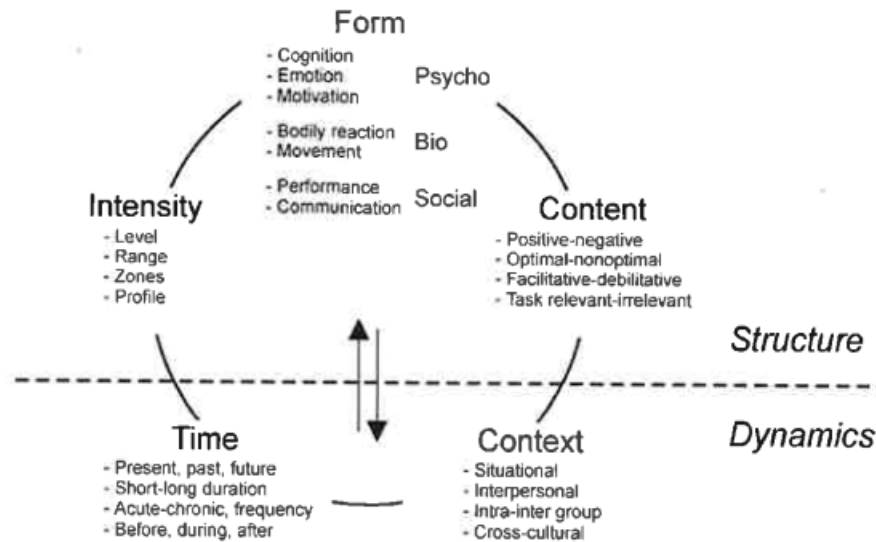 Form
- Cognition
- Emotion
- Motivation
Psycho
- Bodily reaction
- Movement
Bio
- Performance
- Communication
Social
Intensity
- Level
- Range
- Zones
- Profile
Content
- Positive-negative
- Optimal-nonoptimal
- Facilitative-debilitative
- Task relevant-irrelevant
Structure
Dynamics
Time
- Present, past, future
- Short-long duration
- Acute-chronic, frequency
- Before, during, after
Context
- Situational
- Interpersonal
- Intra-inter group
- Cross-cultural